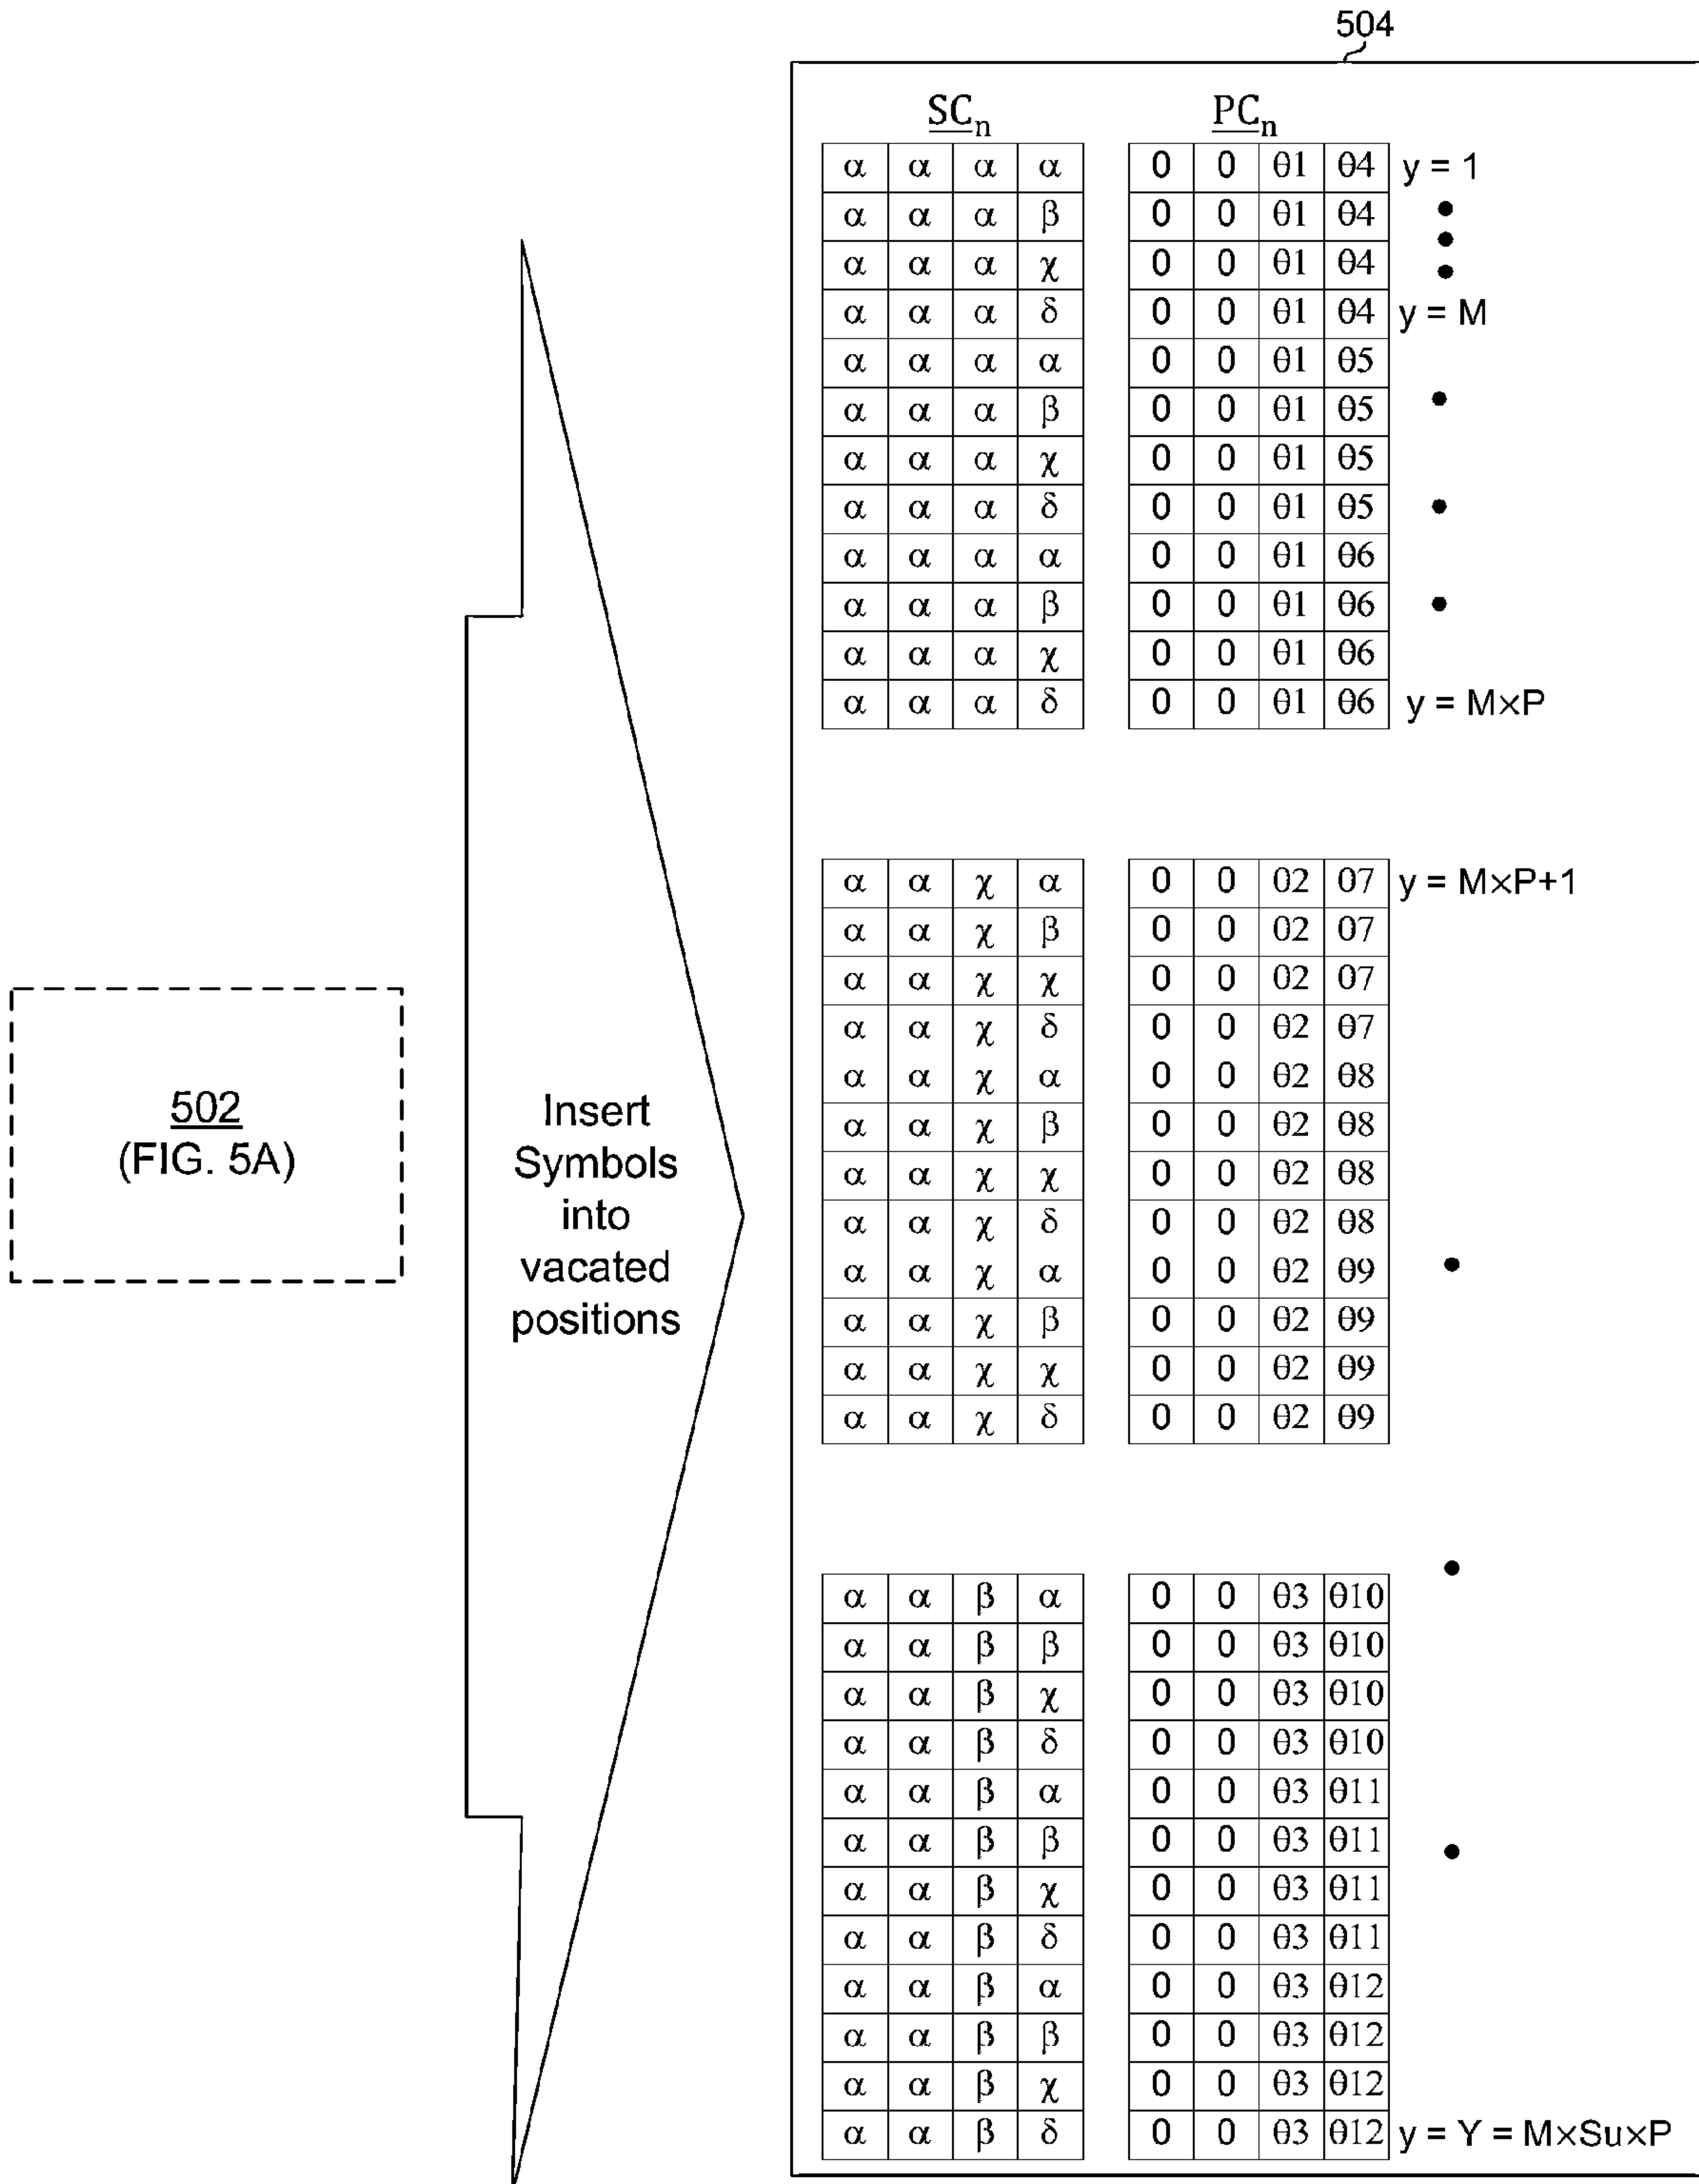 504
SCn PCn
α α α α 0 0 θ1 θ4 y = 1
α α α β 0 0 θ1 θ4
α α α χ 0 0 θ1 θ4
α α α δ 0 0 θ1 θ4 y = M
α α α α 0 0 θ1 θ5
α α α β 0 0 θ1 θ5
α α α χ 0 0 θ1 θ5
α α α δ 0 0 θ1 θ5
α α α α 0 0 θ1 θ6
α α α β 0 0 θ1 θ6
α α α χ 0 0 θ1 θ6
α α α δ 0 0 θ1 θ6 y = M×P
α α χ α 0 0 θ2 θ7 y = M×P+1
α α χ β 0 0 θ2 θ7
α α χ χ 0 0 θ2 θ7
α α χ δ 0 0 θ2 θ7
α α χ α 0 0 θ2 θ8
α α χ β 0 0 θ2 θ8
α α χ χ 0 0 θ2 θ8
α α χ δ 0 0 θ2 θ8
α α χ α 0 0 θ2 θ9
α α χ β 0 0 θ2 θ9
α α χ χ 0 0 θ2 θ9
α α χ δ 0 0 θ2 θ9
α α β α 0 0 θ3 θ10
α α β β 0 0 θ3 θ10
α α β χ 0 0 θ3 θ10
α α β δ 0 0 θ3 θ10
α α β α 0 0 θ3 θ11
α α β β 0 0 θ3 θ11
α α β χ 0 0 θ3 θ11
α α β δ 0 0 θ3 θ11
α α β α 0 0 θ3 θ12
α α β β 0 0 θ3 θ12
α α β χ 0 0 θ3 θ12
α α β δ 0 0 θ3 θ12 y = Y = M×Su×P
502
(FIG. 5A)
Insert
Symbols
into
vacated
positions